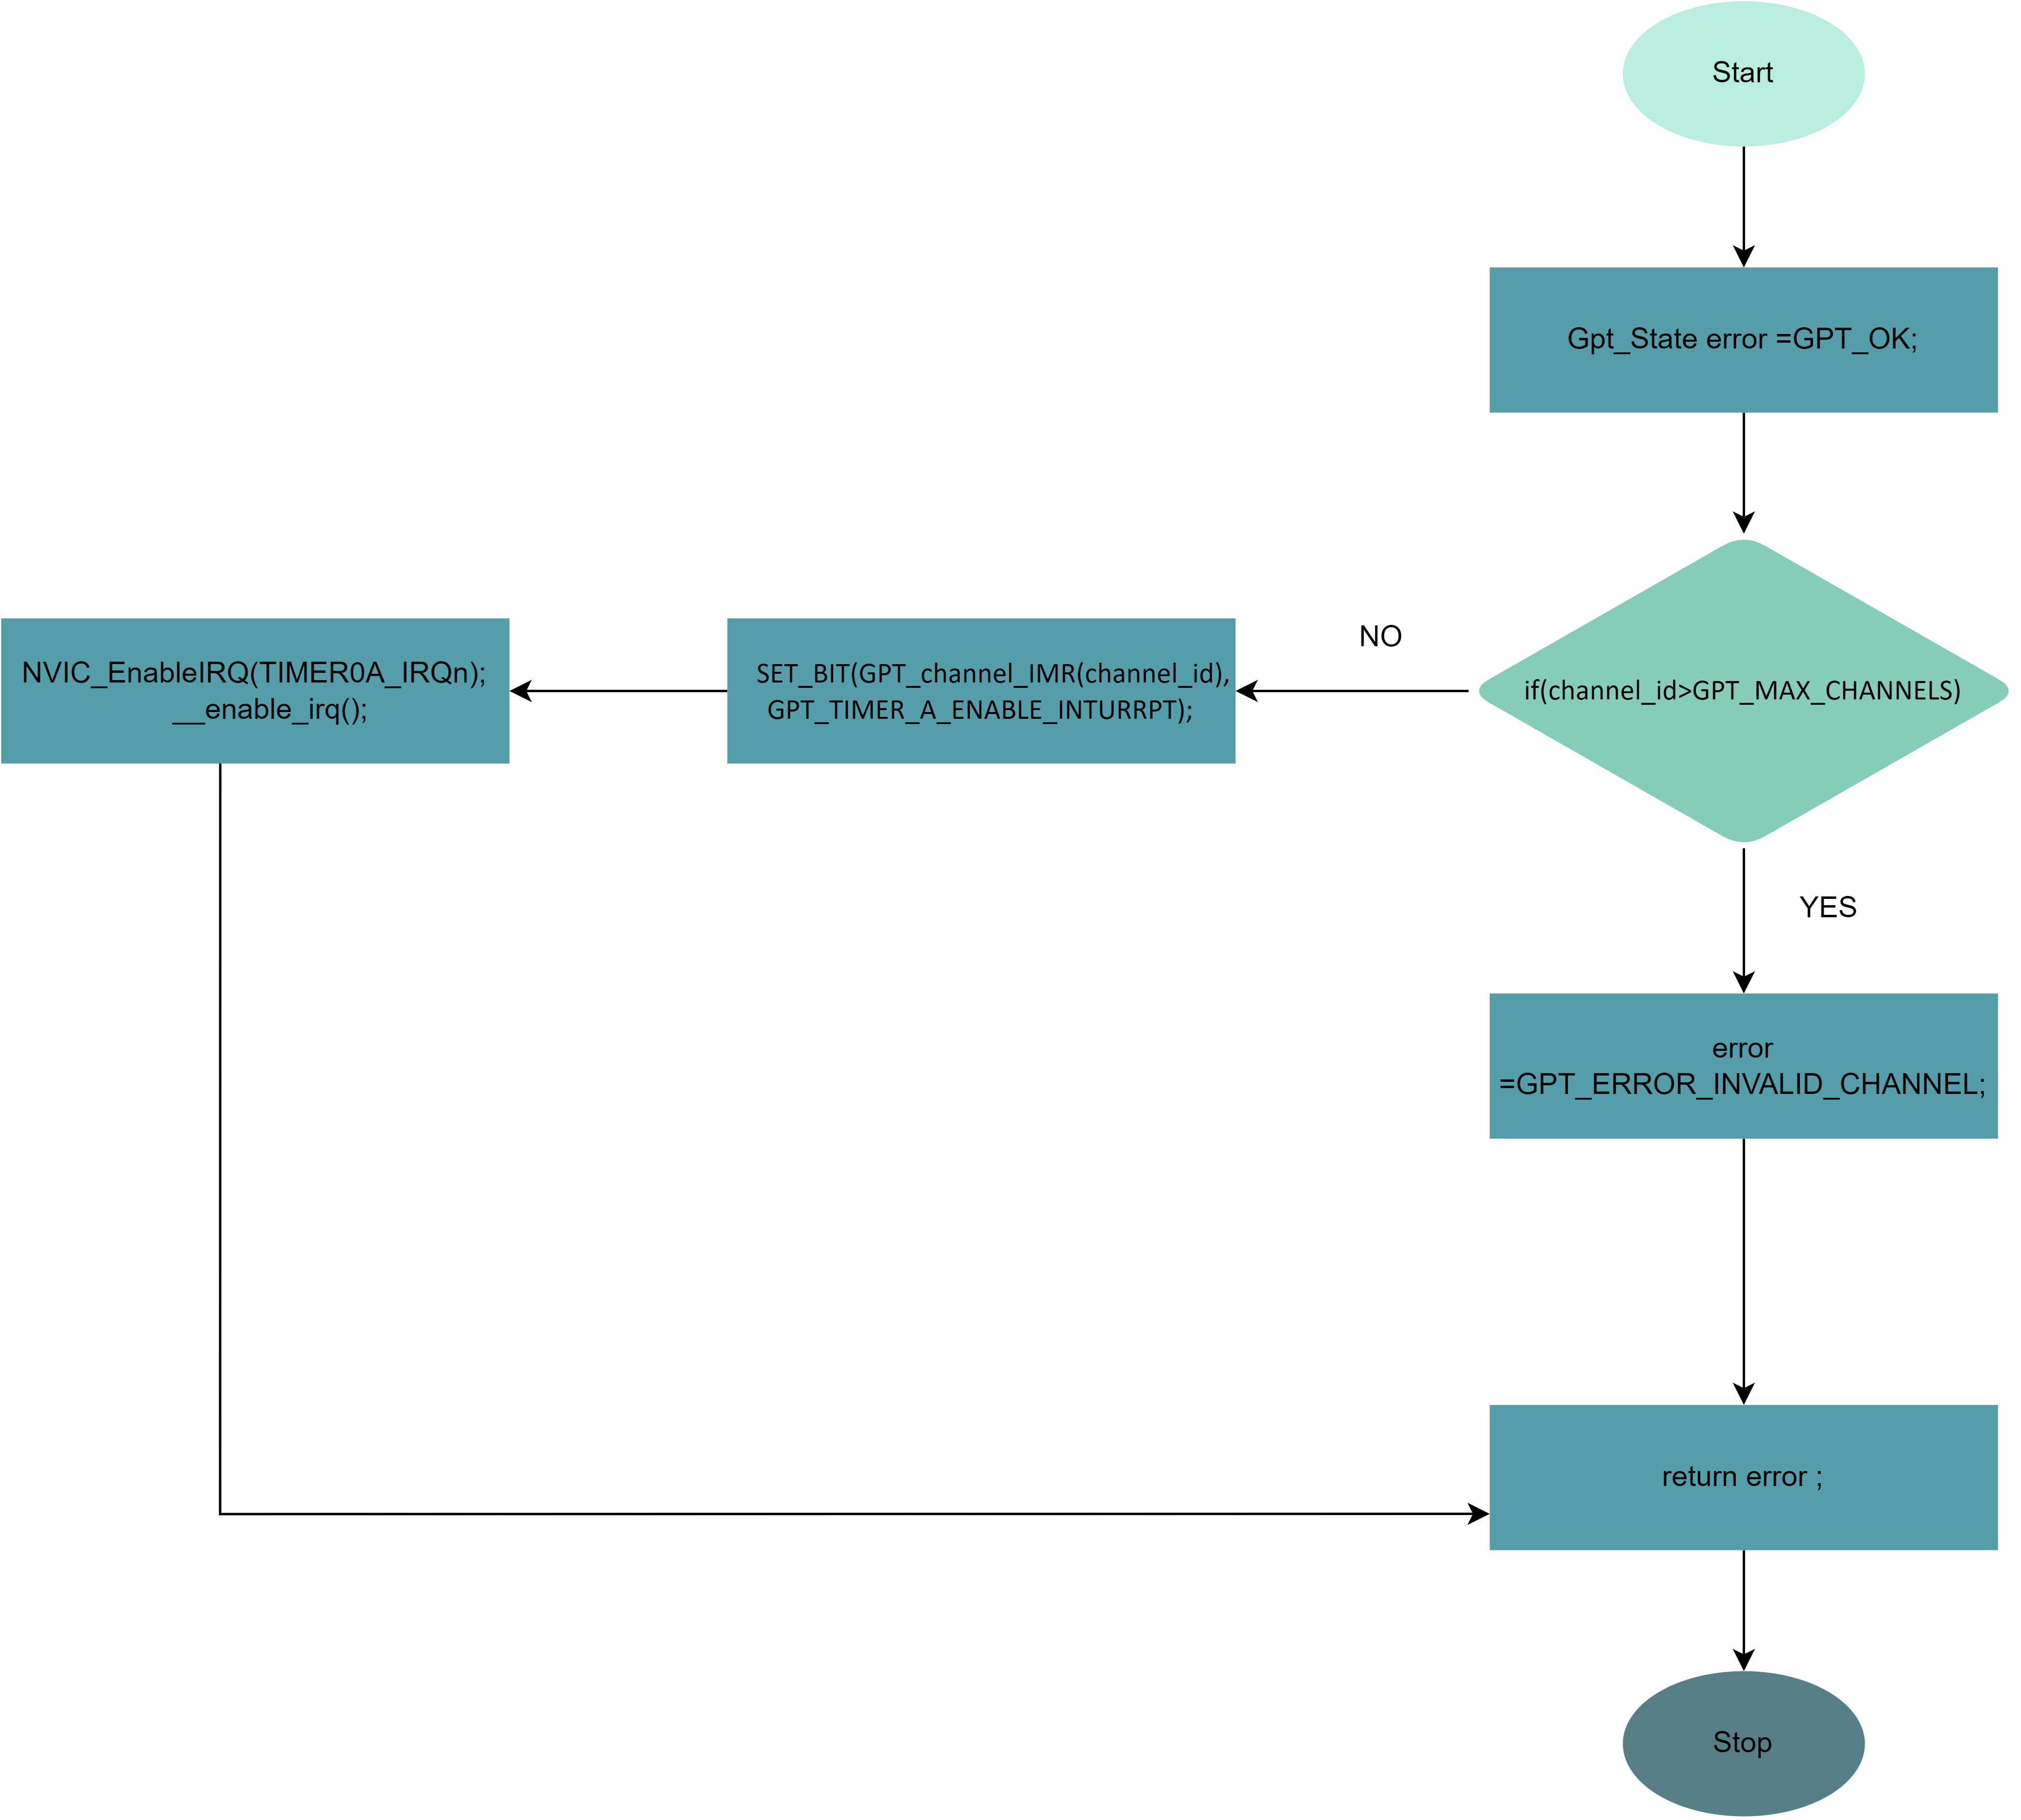 Start
Gpt_State error =GPT_OK;
if(channel_id>GPT_MAX_CHANNELS)
NO
SET_BIT(GPT_channel_IMR(channel_id),
GPT_TIMER_A_ENABLE_INTURRPT);
NVIC_EnableIRQ(TIMER0A_IRQn);
__enable_irq();
YES
error
=GPT_ERROR_INVALID_CHANNEL;
return error ;
Stop